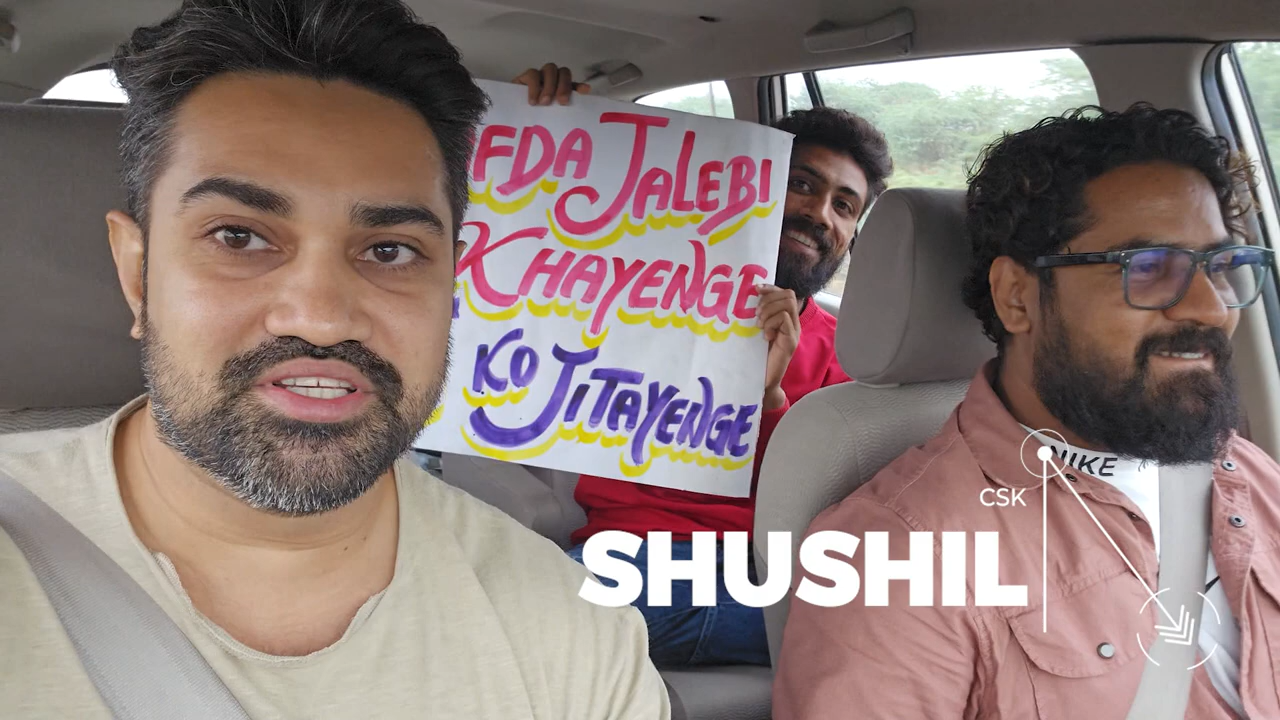 FDA JALEBI
KHAYENGE
KO JITAYENGE
NIKE
CSK
SHUSHIL